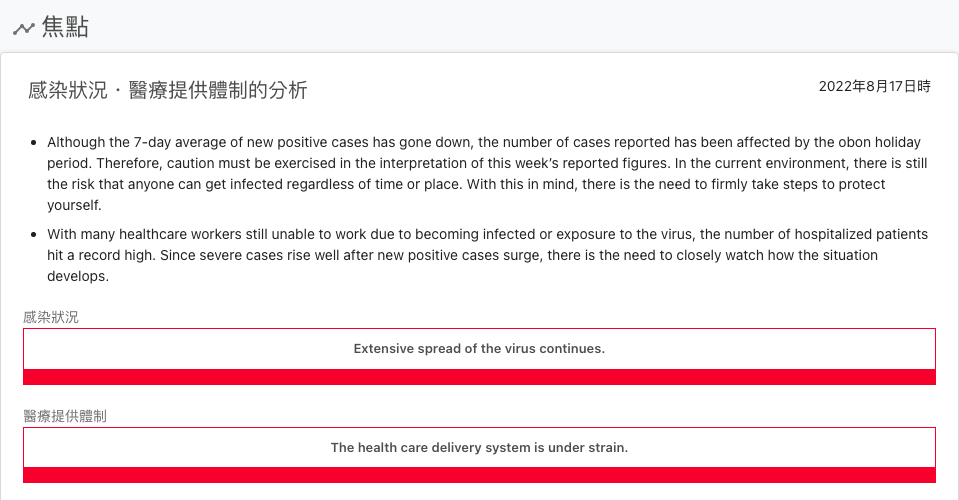 焦點
感染狀況・醫療提供體制的分析
2022年8月17日時
• Although the 7-day average of new positive cases has gone down, the number of cases reported has been affected by the obon holiday
period. Therefore, caution must be exercised in the interpretation of this week’s reported figures. In the current environment, there is still
the risk that anyone can get infected regardless of time or place. With this in mind, there is the need to firmly take steps to protect
yourself.
• With many healthcare workers still unable to work due to becoming infected or exposure to the virus, the number of hospitalized patients
hit a record high. Since severe cases rise well after new positive cases surge, there is the need to closely watch how the situation
develops.
感染狀況
Extensive spread of the virus continues.
醫療提供體制
The health care delivery system is under strain.